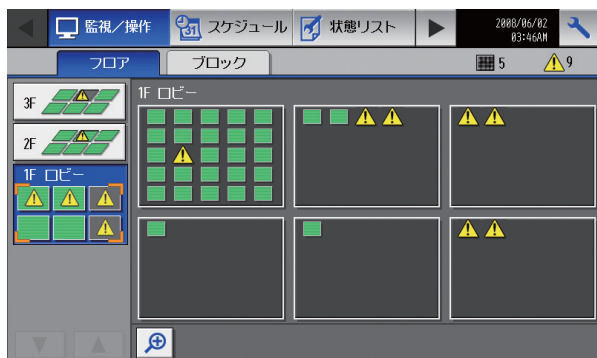 監視／操作 スケジュール 状態リスト 2008/06/02
03:46AM
フロア ブロック 5 9
3F 1F ロビー
2F
1F ロビー